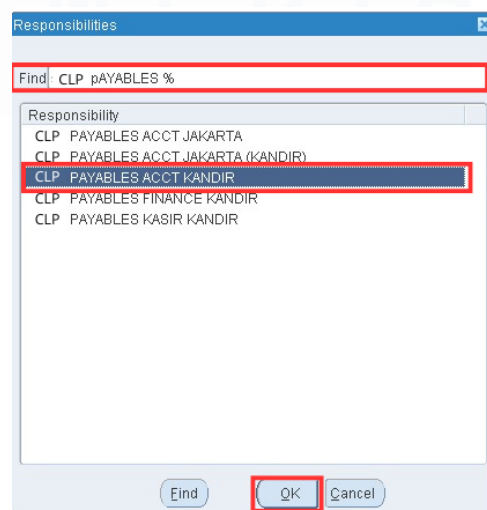 Responsibilities
Find CLP pAYABLES %
Responsibility
CLP PAYABLES ACCT JAKARTA
CLP PAYABLES ACCT JAKARTA (KANDIR)
CLP PAYABLES ACCT KANDIR
CLP PAYABLES FINANCE KANDIR
CLP PAYABLES KASIR KANDIR
Find OK Cancel